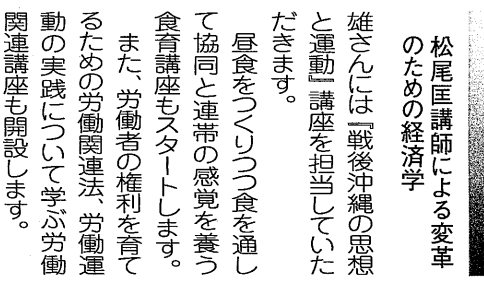 松尾匡講師による変革
のための経済学
雄さんには『戦後沖縄の思想
と運動』講座を担当していた
だきます。
　昼食をつくりつつ食を通し
て協同と連帯の感覚を養う
食育講座もスタートします。
　また、労働者の権利を育て
るための労働関連法、労働運
動の実践について学ぶ労働
関連講座も開設します。